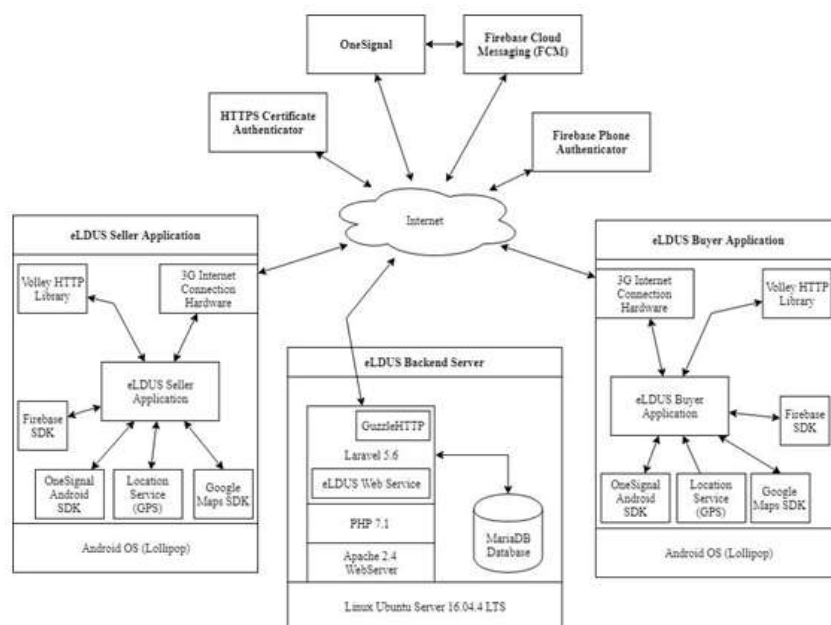 OneSignal
Firebase Cloud
Messaging (FCM)
HTTPS Certificate
Authenticator
Firebase Phone
Authenticator
Internet
eLDUS Seller Application
Volley HTTP
Library
3G Internet
Connection
Hardware
eLDUS Seller
Application
Firebase
SDK
OneSignal
Android
SDK
Location
Service
(GPS)
Google
Maps SDK
Android OS (Lollipop)
eLDUS Backend Server
GuzzleHTTP
Laravel 5.6
eLDUS Web Service
PHP 7.1
Apache 2.4
WebServer
MariaDB
Database
Linux Ubuntu Server 16.04.4 LTS
eLDUS Buyer Application
3G Internet
Connection
Hardware
Volley HTTP
Library
eLDUS Buyer
Application
Firebase
SDK
OneSignal
Android
SDK
Location
Service
(GPS)
Google
Maps SDK
Android OS (Lollipop)